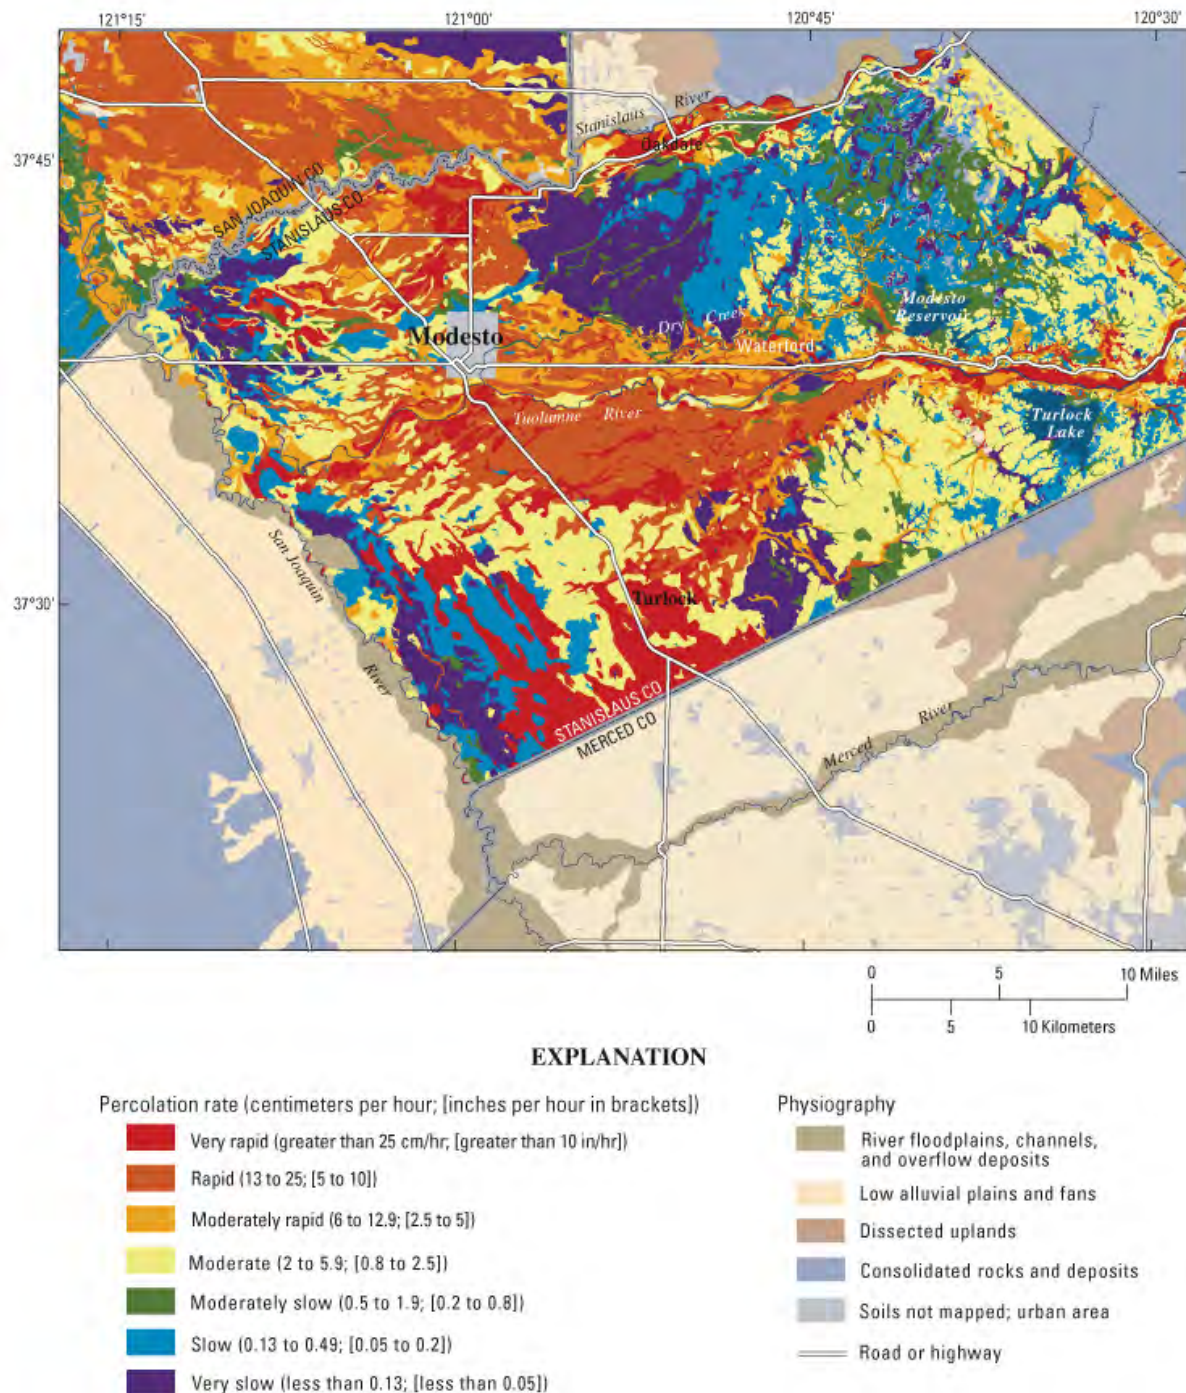 121°15'
121°00'
120°45'
120°30'
Stanislaus River
Oakdale
37°45'
SAN JOAQUIN CO
STANISLAUS CO
Modesto
Reservoir
Dry Creek
Modesto
Waterford
Tuolumne River
Turlock
Lake
San Joaquin River
37°30'
Turlock
STANISLAUS CO
MERCED CO
Merced River
0 5 10 Miles
0 5 10 Kilometers
EXPLANATION
Percolation rate (centimeters per hour; [inches per hour in brackets])
Very rapid (greater than 25 cm/hr; [greater than 10 in/hr])
Rapid (13 to 25; [5 to 10])
Moderately rapid (6 to 12.9; [2.5 to 5])
Moderate (2 to 5.9; [0.8 to 2.5])
Moderately slow (0.5 to 1.9; [0.2 to 0.8])
Slow (0.13 to 0.49; [0.05 to 0.2])
Very slow (less than 0.13; [less than 0.05])
Physiography
River floodplains, channels,
and overflow deposits
Low alluvial plains and fans
Dissected uplands
Consolidated rocks and deposits
Soils not mapped; urban area
Road or highway